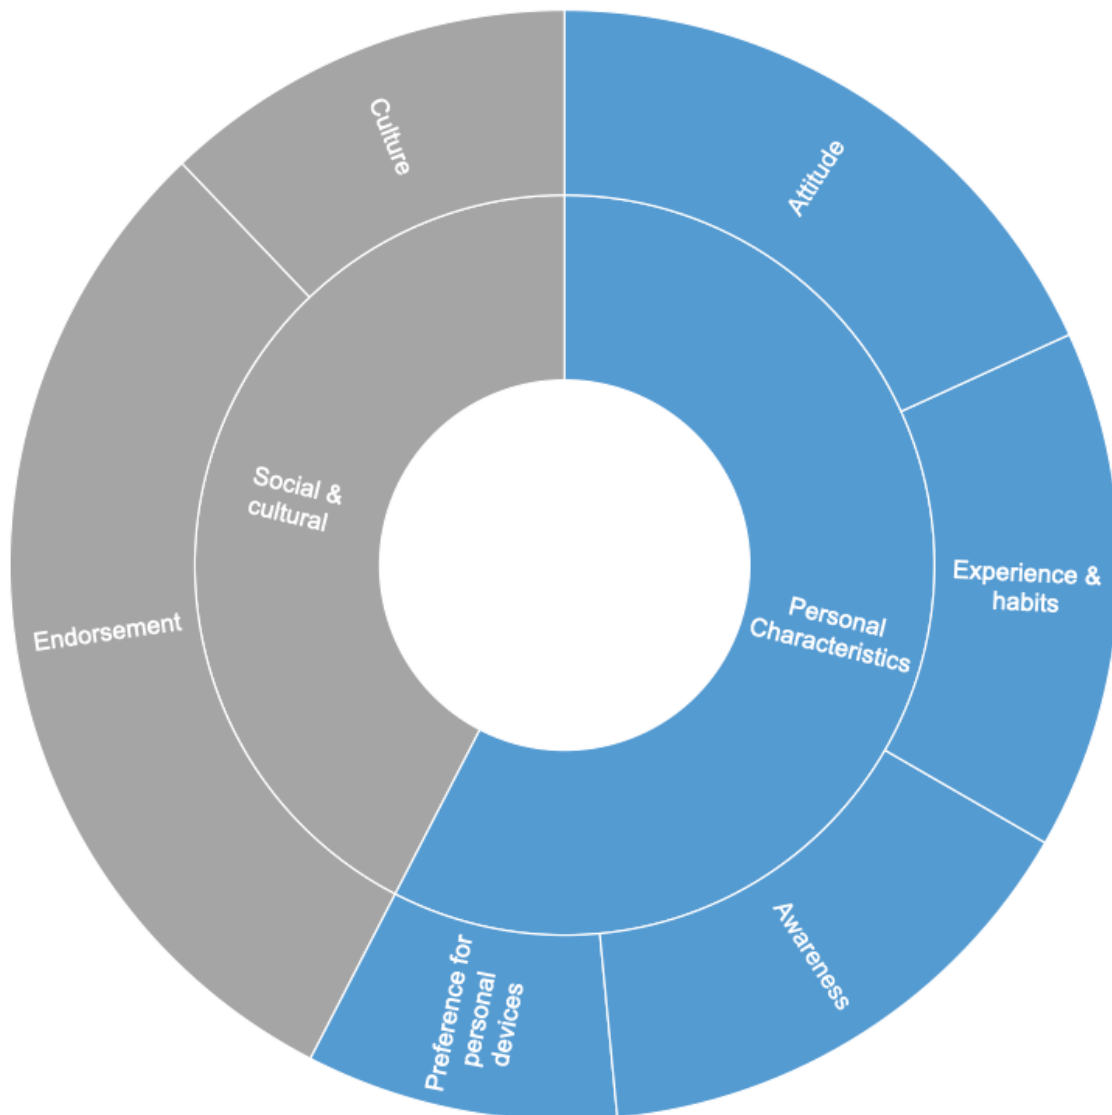 Culture
Attitude
Social &
cultural
Experience &
habits
Personal
Characteristics
Endorsement
Awareness
Preference for
personal
devices